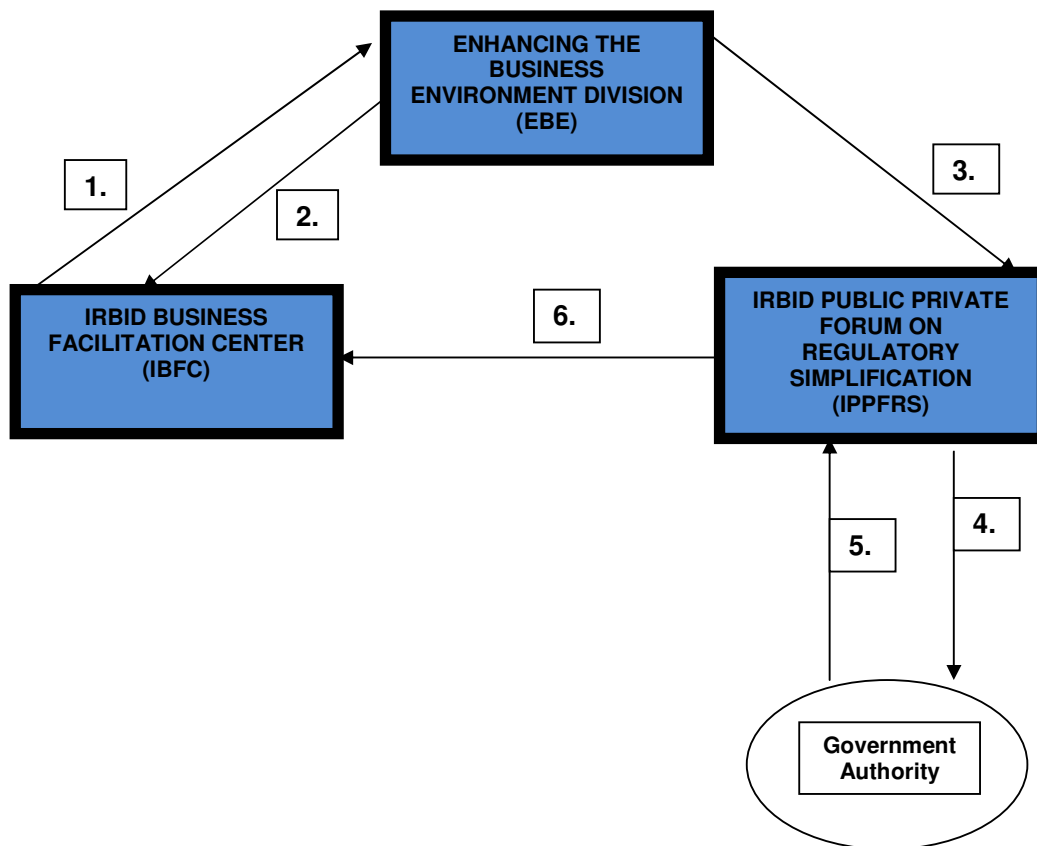 ENHANCING THE
BUSINESS
ENVIRONMENT DIVISION
(EBE)
1.
2.
3.
IRBID BUSINESS
FACILITATION CENTER
(IBFC)
6.
IRBID PUBLIC PRIVATE
FORUM ON
REGULATORY
SIMPLIFICATION
(IPPFRS)
5.
4.
Government
Authority